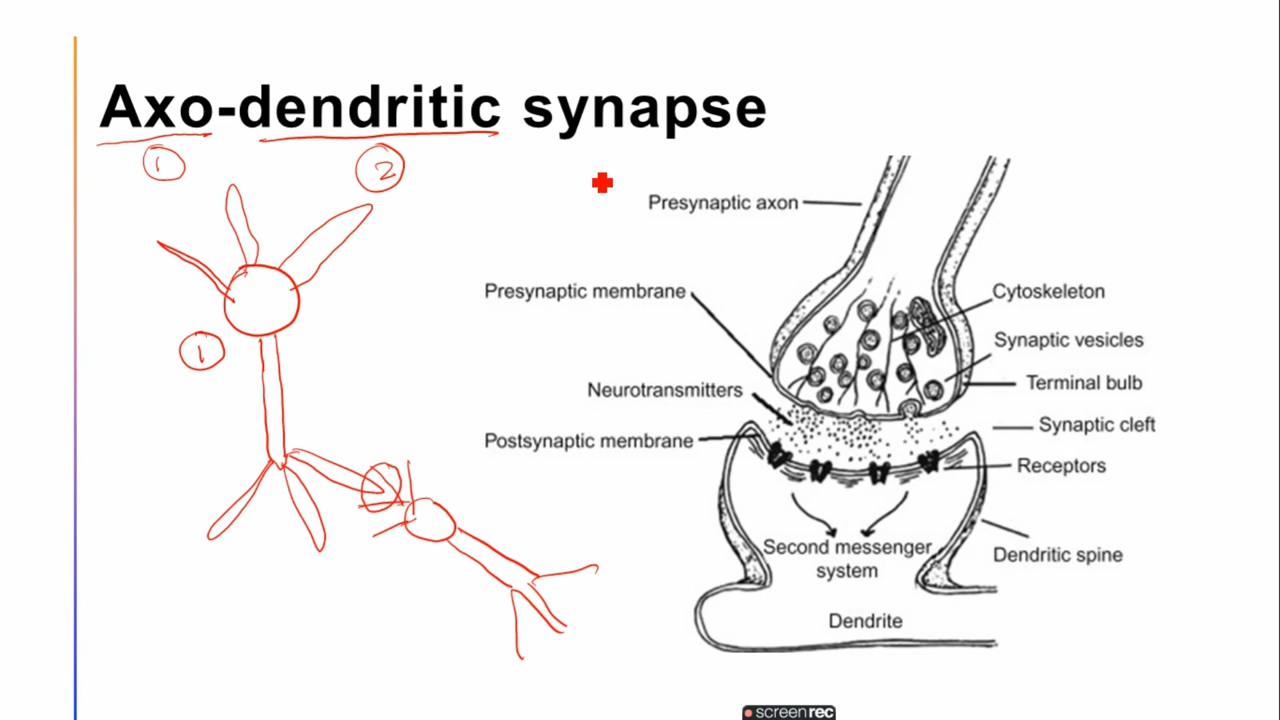 Axo-dendritic synapse
1
2
1
Presynaptic axon
Presynaptic membrane
Cytoskeleton
Synaptic vesicles
Neurotransmitters
Terminal bulb
Synaptic cleft
Postsynaptic membrane
Receptors
Second messenger
system
Dendritic spine
Dendrite
screenrec